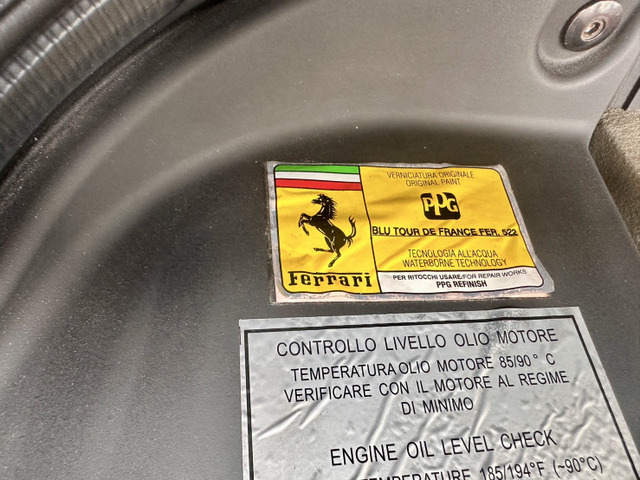 VERNICIATURA ORIGINALE
ORIGINAL PAINT
PPG
BLU TOUR DE FRANCE FER. 522
TECNOLOGIA ALL'ACQUA
WATERBORNE TECHNOLOGY
Ferrari
PER RITOCCHI USARE/FOR REPAIR WORKS
PPG REFINISH
CONTROLLO LIVELLO OLIO MOTORE
TEMPERATURA OLIO MOTORE 85/90° C
VERIFICARE CON IL MOTORE AL REGIME
DI MINIMO
ENGINE OIL LEVEL CHECK
TEMPERATURE 185/194°F (~90°C)